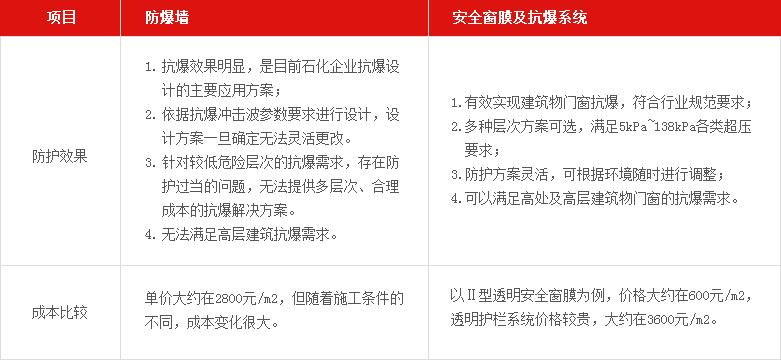 项目
防爆墙
安全窗膜及抗爆系统
防护效果
1. 抗爆效果明显，是目前石化企业抗爆设
计的主要应用方案；
2. 依据抗爆冲击波参数要求进行设计，设
计方案一旦确定无法灵活更改。
3. 针对较低危险层次的抗爆需求，存在防
护过当的问题，无法提供多层次、合理
成本的抗爆解决方案。
4. 无法满足高层建筑抗爆需求。
1.有效实现建筑物门窗抗爆，符合行业规范要求；
2.多种层次方案可选，满足5kPa~138kPa各类超压
要求；
3.防护方案灵活，可根据环境随时进行调整；
4.可以满足高处及高层建筑物门窗的抗爆需求。
成本比较
单价大约在2800元/m2，但随着施工条件的
不同，成本变化很大。
以Ⅱ型透明安全窗膜为例，价格大约在600元/m2，
透明护栏系统价格较贵，大约在3600元/m2。